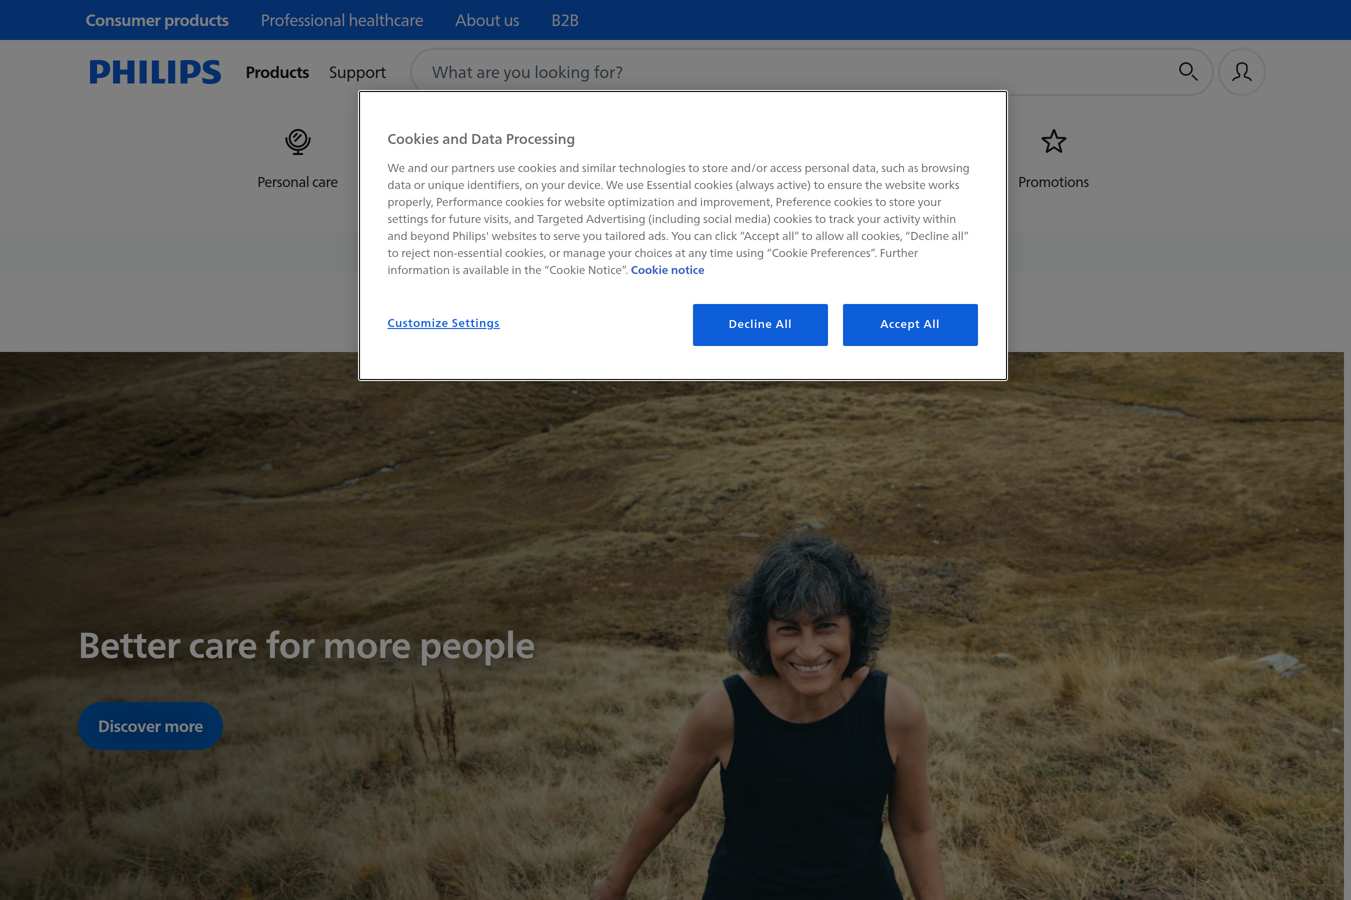 Consumer products
Professional healthcare
About us
B2B
PHILIPS
Products
Support
What are you looking for?
Personal care
Promotions
Cookies and Data Processing
We and our partners use cookies and similar technologies to store and/or access personal data, such as browsing
data or unique identifiers, on your device. We use Essential cookies (always active) to ensure the website works
properly, Performance cookies for website optimization and improvement, Preference cookies to store your
settings for future visits, and Targeted Advertising (including social media) cookies to track your activity within
and beyond Philips' websites to serve you tailored ads. You can click "Accept all" to allow all cookies, "Decline all"
to reject non-essential cookies, or manage your choices at any time using "Cookie Preferences". Further
information is available in the "Cookie Notice". Cookie notice
Customize Settings
Decline All
Accept All
Better care for more people
Discover more